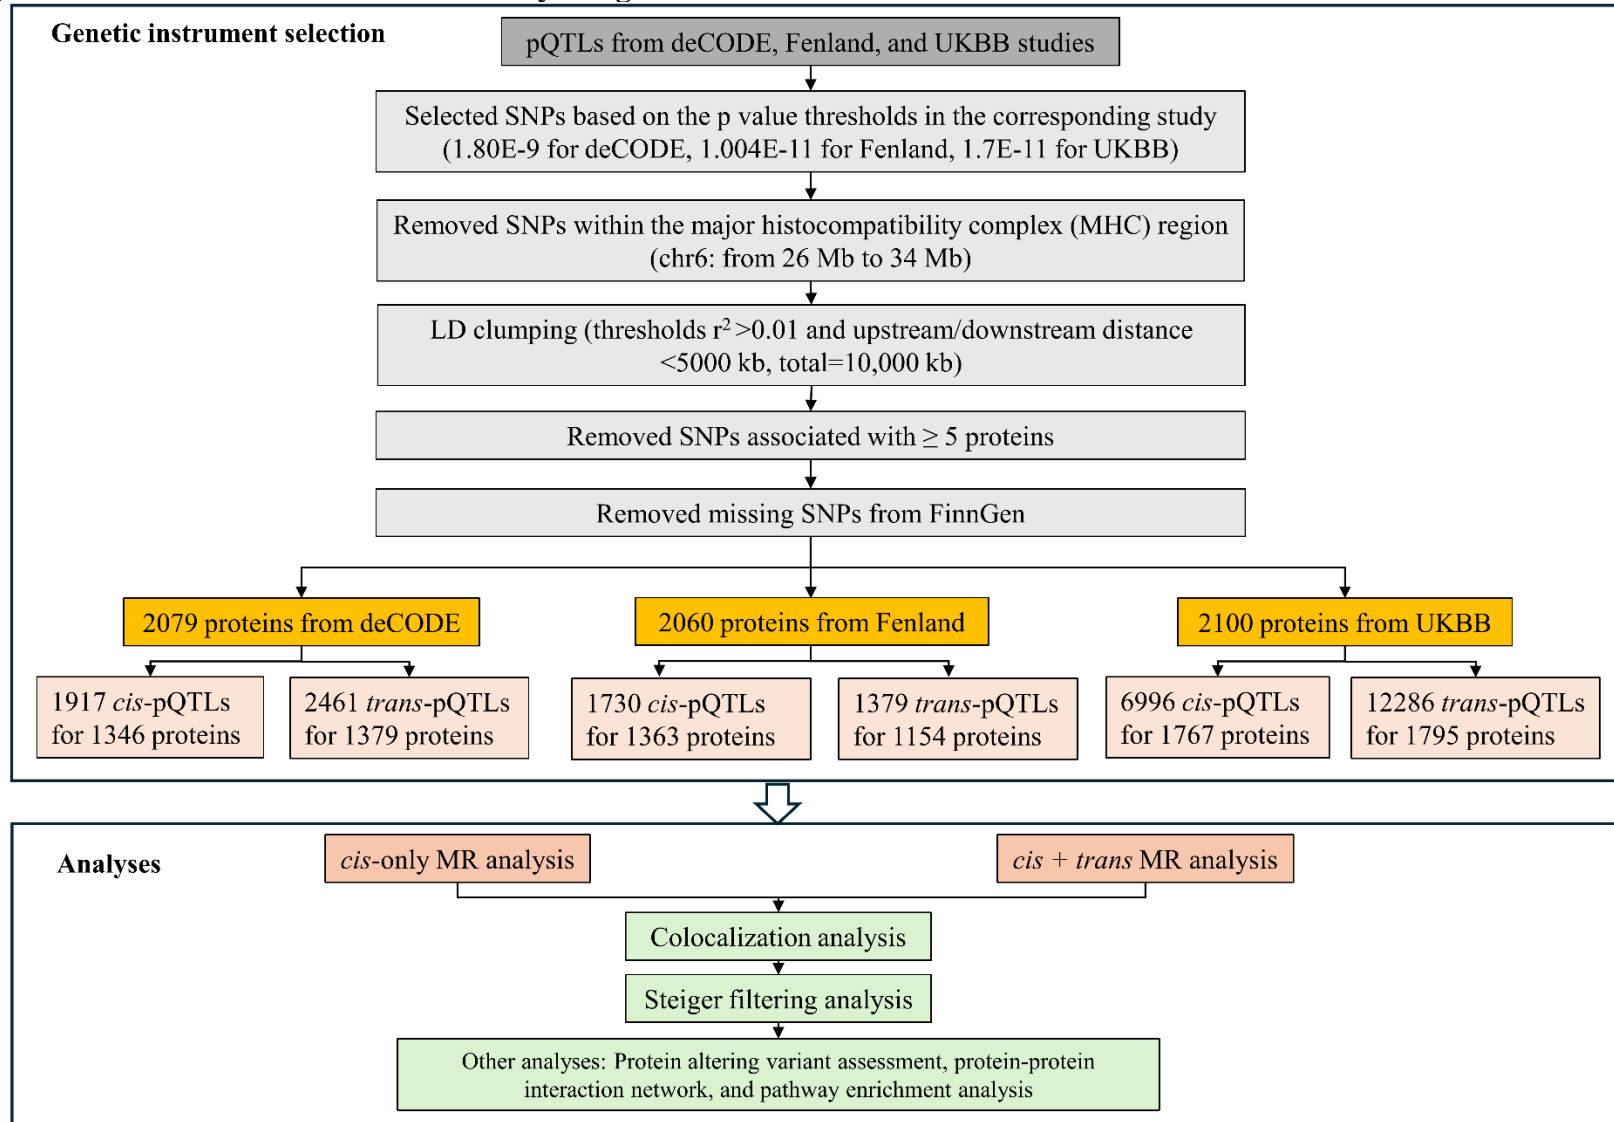 Genetic instrument selection
pQTLs from deCODE, Fenland, and UKBB studies
Selected SNPs based on the p value thresholds in the corresponding study
(1.80E-9 for deCODE, 1.004E-11 for Fenland, 1.7E-11 for UKBB)
Removed SNPs within the major histocompatibility complex (MHC) region
(chr6: from 26 Mb to 34 Mb)
LD clumping (thresholds r² >0.01 and upstream/downstream distance
<5000 kb, total=10,000 kb)
Removed SNPs associated with ≥ 5 proteins
Removed missing SNPs from FinnGen
2079 proteins from deCODE
2060 proteins from Fenland
2100 proteins from UKBB
1917 cis-pQTLs
for 1346 proteins
2461 trans-pQTLs
for 1379 proteins
1730 cis-pQTLs
for 1363 proteins
1379 trans-pQTLs
for 1154 proteins
6996 cis-pQTLs
for 1767 proteins
12286 trans-pQTLs
for 1795 proteins
Analyses
cis-only MR analysis
cis + trans MR analysis
Colocalization analysis
Steiger filtering analysis
Other analyses: Protein altering variant assessment, protein-protein
interaction network, and pathway enrichment analysis